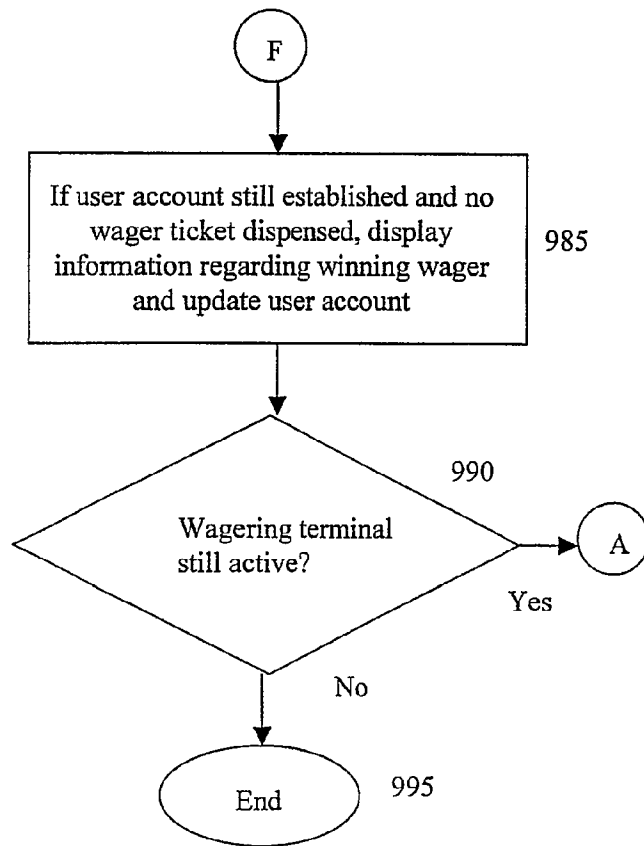 F
If user account still established and no
wager ticket dispensed, display
information regarding winning wager
and update user account
985
990
Wagering terminal
still active?
A
Yes
No
End
995